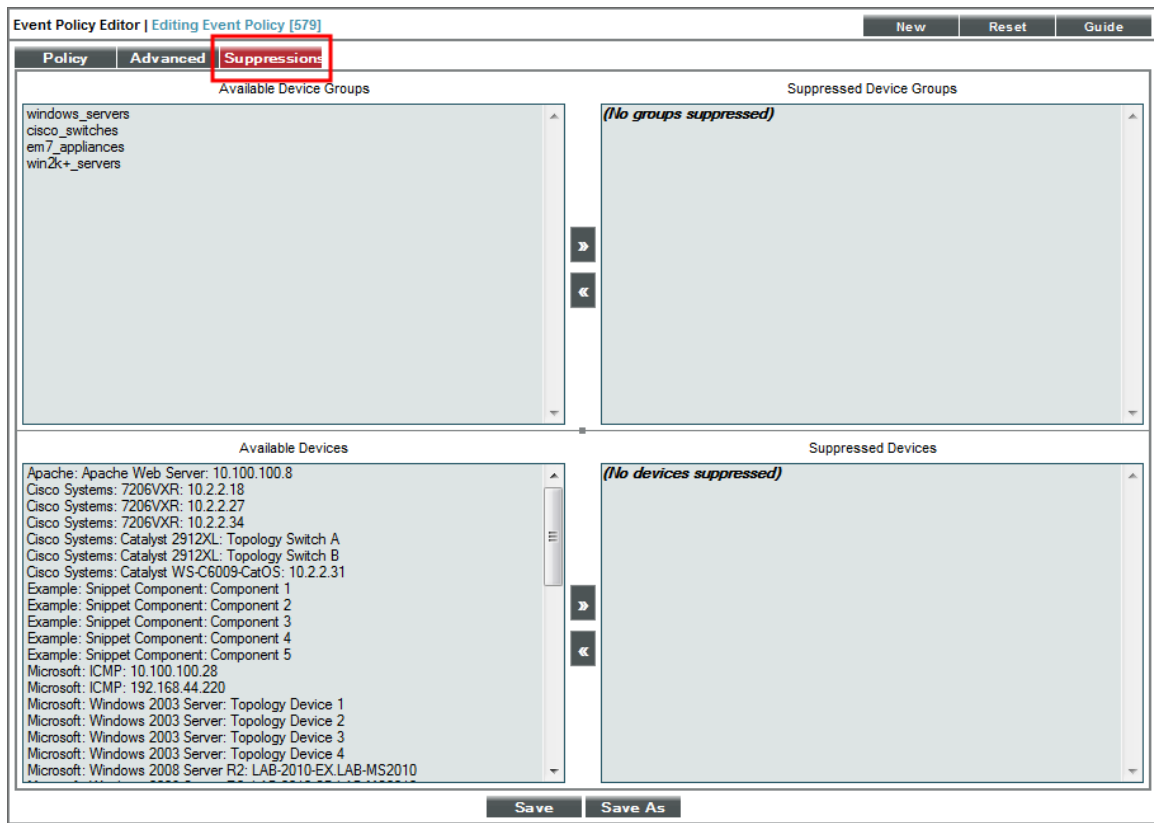 Event Policy Editor | Editing Event Policy [579]
New
Reset
Guide
Policy
Advanced
Suppressions
Available Device Groups
Suppressed Device Groups
windows_servers
cisco_switches
em7_appliances
win2k+_servers
(No groups suppressed)
»
«
Available Devices
Suppressed Devices
Apache: Apache Web Server: 10.100.100.8
Cisco Systems: 7206VXR: 10.2.2.18
Cisco Systems: 7206VXR: 10.2.2.27
Cisco Systems: 7206VXR: 10.2.2.34
Cisco Systems: Catalyst 2912XL: Topology Switch A
Cisco Systems: Catalyst 2912XL: Topology Switch B
Cisco Systems: Catalyst WS-C6009-CatOS: 10.2.2.31
Example: Snippet Component: Component 1
Example: Snippet Component: Component 2
Example: Snippet Component: Component 3
Example: Snippet Component: Component 4
Example: Snippet Component: Component 5
Microsoft: ICMP: 10.100.100.28
Microsoft: ICMP: 192.168.44.220
Microsoft: Windows 2003 Server: Topology Device 1
Microsoft: Windows 2003 Server: Topology Device 2
Microsoft: Windows 2003 Server: Topology Device 3
Microsoft: Windows 2003 Server: Topology Device 4
Microsoft: Windows 2008 Server R2: LAB-2010-EX.LAB-MS2010
(No devices suppressed)
»
«
Save
Save As